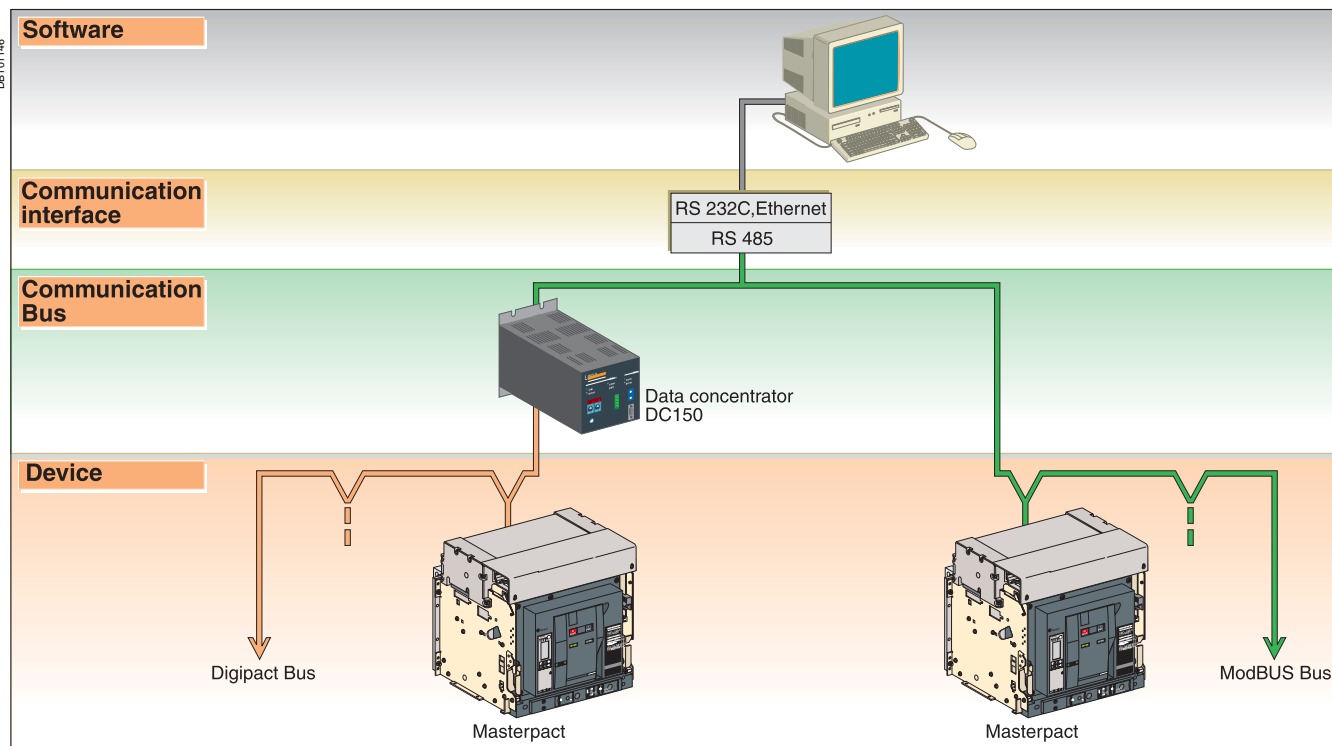 Software
Communication
interface
RS 232C,Ethernet
RS 485
Communication
Bus
Data concentrator
DC150
Device
Digipact Bus
ModBUS Bus
Masterpact
Masterpact